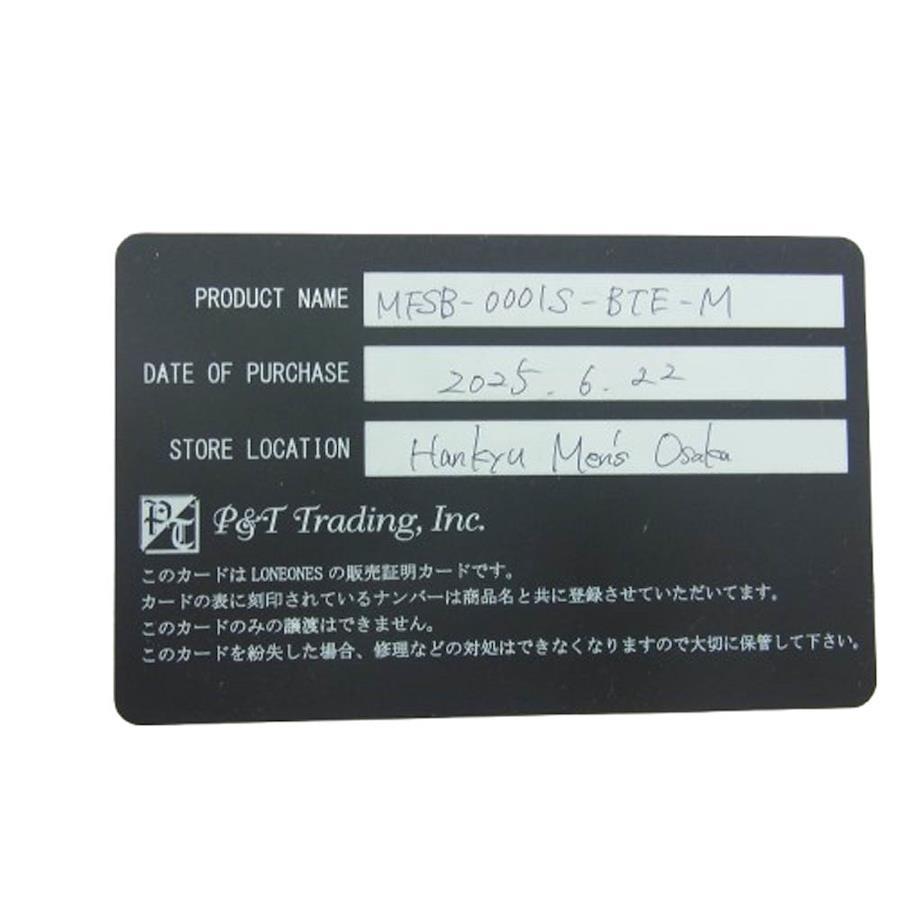 PRODUCT NAME MFSB-0001S-BTE-M
DATE OF PURCHASE 2025.6.22
STORE LOCATION Hankyu Men's Osaka
PT P&T Trading, Inc.
このカードは LONEONES の販売証明カードです。
カードの表に刻印されているナンバーは商品名と共に登録させていただいてます。
このカードのみの譲渡はできません。
このカードを紛失した場合、修理などの対処はできなくなりますので大切に保管して下さい。